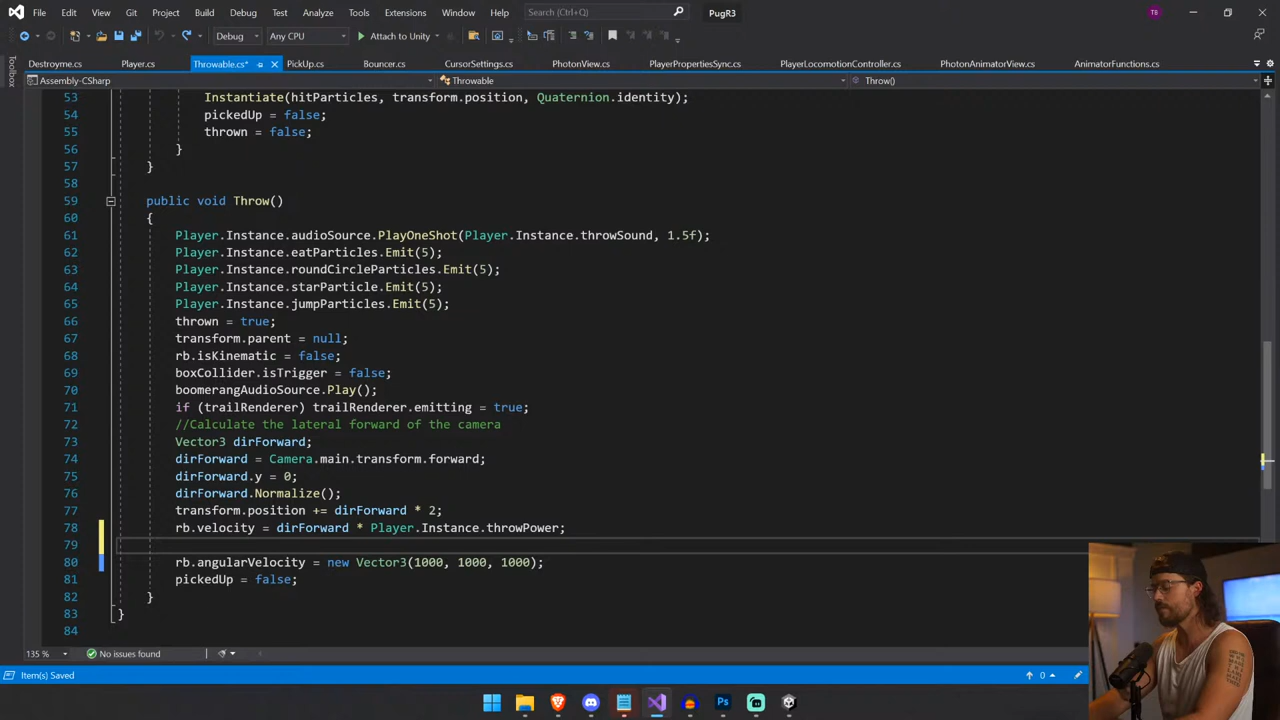 File Edit View Git Project Build Debug Test Analyze Tools Extensions Window Help Search (Ctrl+Q) PugR3 TB
Debug Any CPU Attach to Unity
Destroyme.cs Player.cs Throwable.cs* PickUp.cs Bouncer.cs CursorSettings.cs PhotonView.cs PlayerPropertiesSync.cs PlayerLocomotionController.cs PhotonAnimatorView.cs AnimatorFunctions.cs
Toolbox
Assembly-CSharp Throwable Throw()
53 Instantiate(hitParticles, transform.position, Quaternion.identity);
54 pickedUp = false;
55 thrown = false;
56 }
57 }
58
59 public void Throw()
60 {
61 Player.Instance.audioSource.PlayOneShot(Player.Instance.throwSound, 1.5f);
62 Player.Instance.eatParticles.Emit(5);
63 Player.Instance.roundCircleParticles.Emit(5);
64 Player.Instance.starParticle.Emit(5);
65 Player.Instance.jumpParticles.Emit(5);
66 thrown = true;
67 transform.parent = null;
68 rb.isKinematic = false;
69 boxCollider.isTrigger = false;
70 boomerangAudioSource.Play();
71 if (trailRenderer) trailRenderer.emitting = true;
72 //Calculate the lateral forward of the camera
73 Vector3 dirForward;
74 dirForward = Camera.main.transform.forward;
75 dirForward.y = 0;
76 dirForward.Normalize();
77 transform.position += dirForward * 2;
78 rb.velocity = dirForward * Player.Instance.throwPower;
79
80 rb.angularVelocity = new Vector3(1000, 1000, 1000);
81 pickedUp = false;
82 }
83 }
84
135 % No issues found
Item(s) Saved 0
Ps